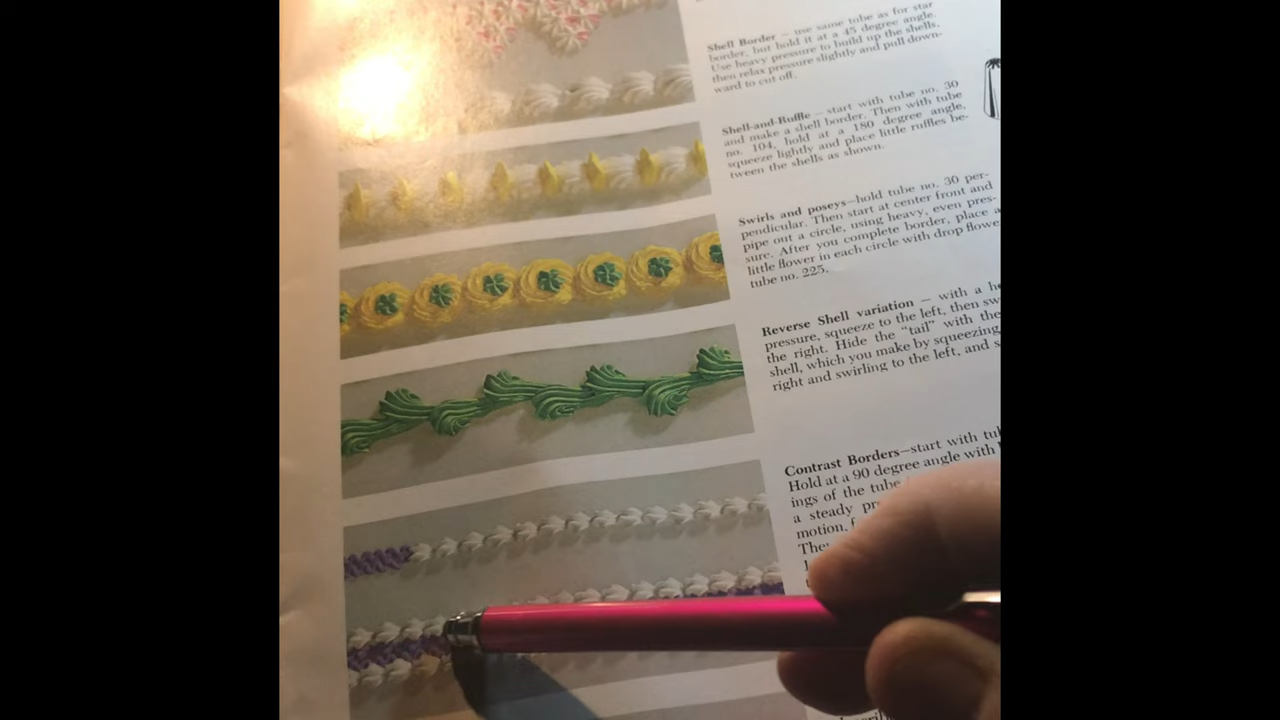 Shell Border — use same tube as for star
border, but hold it at a 45 degree angle.
Use heavy pressure to build up the shells,
then relax pressure slightly and pull down-
ward to cut off.
Shell-and-Ruffle — start with tube no. 30
and make a shell border. Then with tube
no. 104, hold at a 180 degree angle,
squeeze lightly and place little ruffles be-
tween the shells as shown.
Swirls and poseys—hold tube no. 30 per-
pendicular. Then start at center front and
pipe out a circle, using heavy, even pres-
sure. After you complete border, place a
little flower in each circle with drop flowe
tube no. 225.
Reverse Shell variation — with a he
pressure, squeeze to the left, then sw
the right. Hide the "tail" with the
shell, which you make by squeezing
right and swirling to the left, and s
Contrast Borders—start with tu
Hold at a 90 degree angle with
ings of the tube
a steady pr
motion,
The